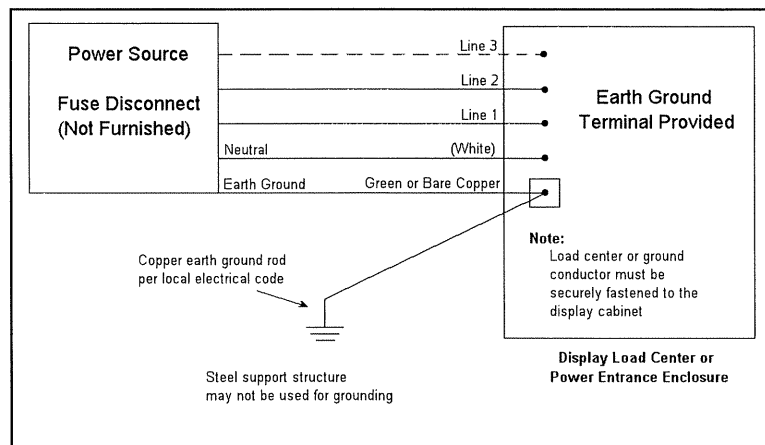 Power Source
Fuse Disconnect
(Not Furnished)
Line 3
Line 2
Line 1
Neutral
(White)
Earth Ground
Green or Bare Copper
Earth Ground
Terminal Provided
Note:
Load center or ground
conductor must be
securely fastened to the
display cabinet
Copper earth ground rod
per local electrical code
Steel support structure
may not be used for grounding
Display Load Center or
Power Entrance Enclosure